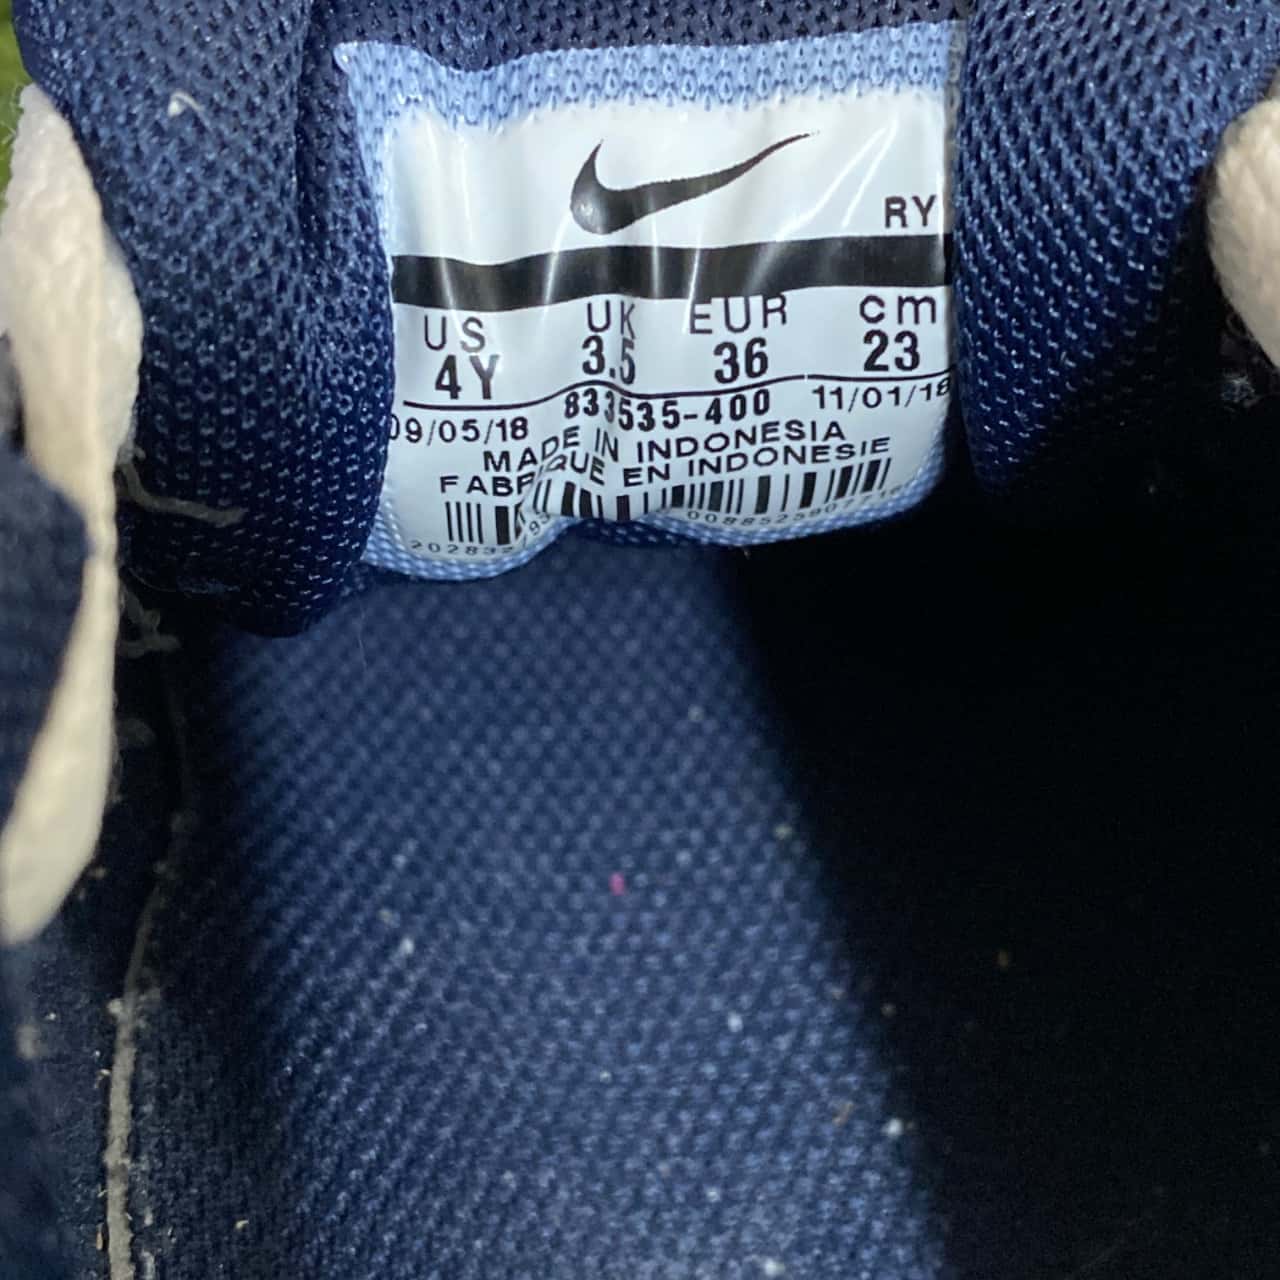 RY
US UK EUR cm
4Y 3.5 36 23
09/05/18 833535-400 11/01/18
MADE IN INDONESIA
FABRIQUE EN INDONESIE